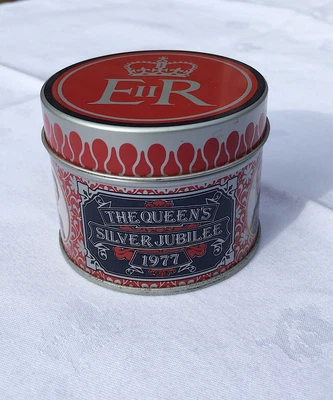 EIIR
THE QUEEN'S
SILVER JUBILEE
1977